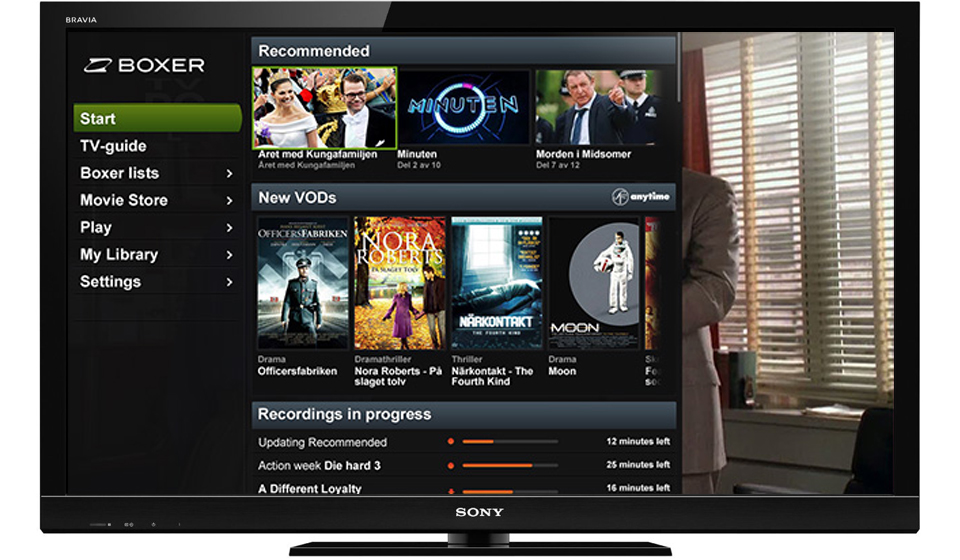 BRAVIA
BOXER
Start
TV-guide
Boxer lists
Movie Store
Play
My Library
Settings
Recommended
MINUTEN
Året med Kungafamiljen
Året med Kungafamiljen
Minuten
Del 2 av 10
Morden i Midsomer
Del 7 av 12
New VODs
anytime
OFFICERSFABRIKEN
NORA
ROBERTS
PÅ SLAGET TOLV
NÄRKONTAKT
THE FOURTH KIND
MOON
Drama
Officersfabriken
Dramathriller
Nora Roberts - På
slaget tolv
Thriller
Närkontakt - The
Fourth Kind
Drama
Moon
Recordings in progress
Updating Recommended
12 minutes left
Action week Die hard 3
25 minutes left
A Different Loyalty
16 minutes left
SONY